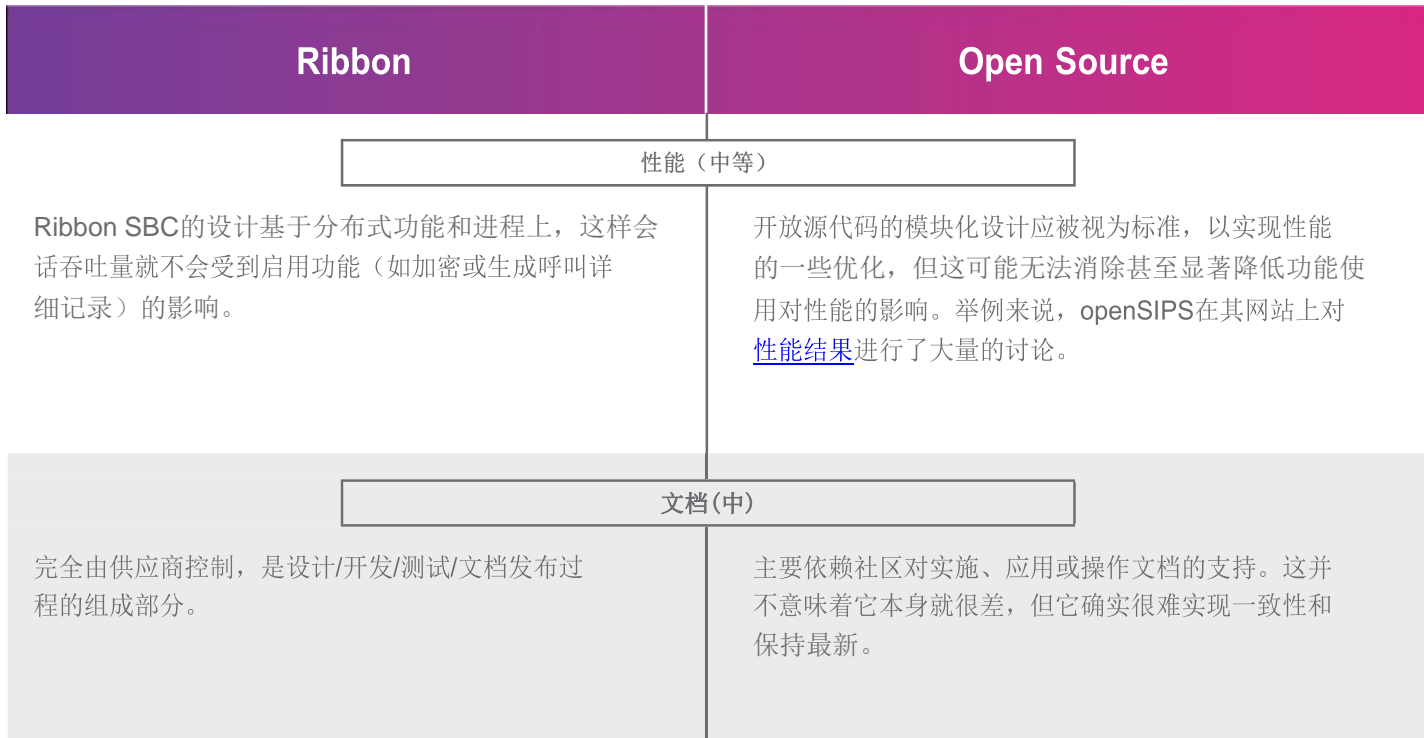 Ribbon
Open Source
性能（中等）
Ribbon SBC的设计基于分布式功能和进程上，这样会
话吞吐量就不会受到启用功能（如加密或生成呼叫详
细记录）的影响。
开放源代码的模块化设计应被视为标准，以实现性能
的一些优化，但这可能无法消除甚至显著降低功能使
用对性能的影响。举例来说，openSIPS在其网站上对
性能结果进行了大量的讨论。
文档(中)
完全由供应商控制，是设计/开发/测试/文档发布过
程的组成部分。
主要依赖社区对实施、应用或操作文档的支持。这并
不意味着它本身就很差，但它确实很难实现一致性和
保持最新。